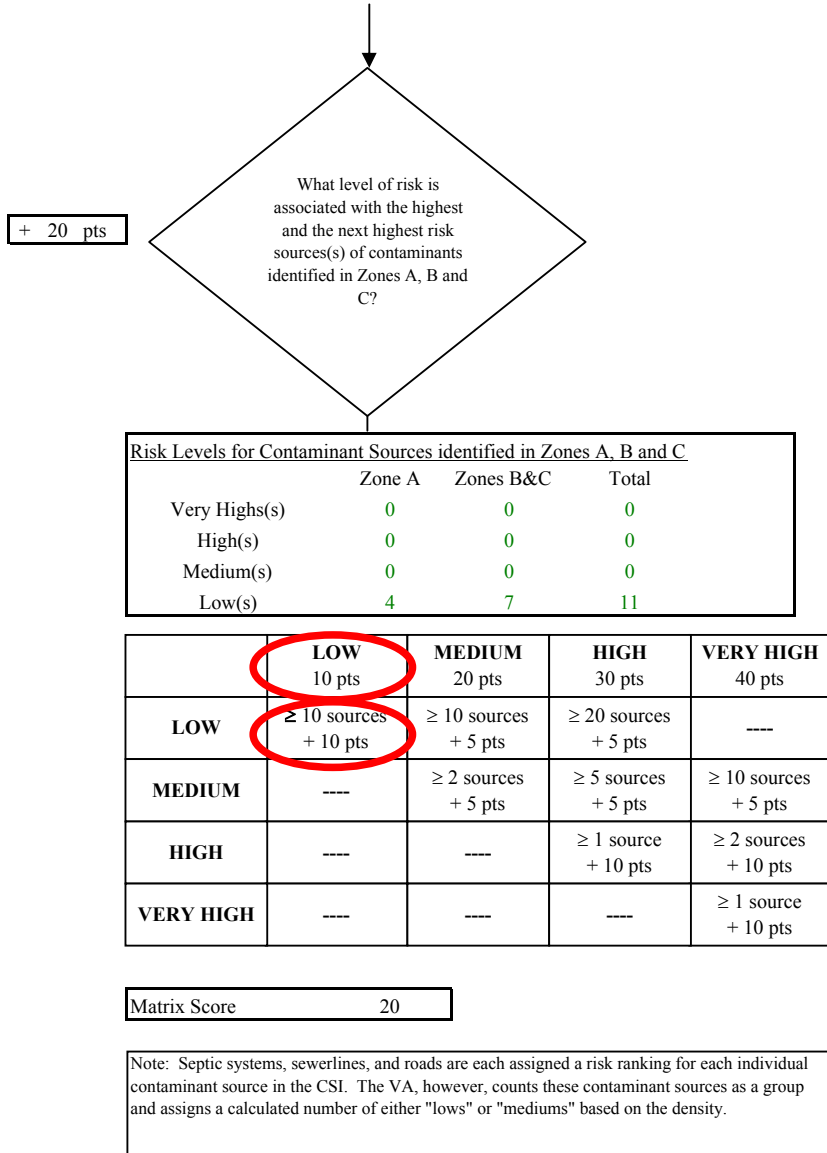 What level of risk is
associated with the highest
and the next highest risk
sources(s) of contaminants
identified in Zones A, B and
C?
+ 20 pts
Risk Levels for Contaminant Sources identified in Zones A, B and C
Zone A Zones B&C Total
Very Highs(s) 0 0 0
High(s) 0 0 0
Medium(s) 0 0 0
Low(s) 4 7 11
LOW MEDIUM HIGH VERY HIGH
10 pts 20 pts 30 pts 40 pts
LOW ≥ 10 sources ≥ 10 sources ≥ 20 sources ----
+ 10 pts + 5 pts + 5 pts
MEDIUM ---- ≥ 2 sources ≥ 5 sources ≥ 10 sources
+ 5 pts + 5 pts + 5 pts
HIGH ---- ---- ≥ 1 source ≥ 2 sources
+ 10 pts + 10 pts
VERY HIGH ---- ---- ---- ≥ 1 source
+ 10 pts
Matrix Score 20
Note: Septic systems, sewerlines, and roads are each assigned a risk ranking for each individual
contaminant source in the CSI. The VA, however, counts these contaminant sources as a group
and assigns a calculated number of either "lows" or "mediums" based on the density.